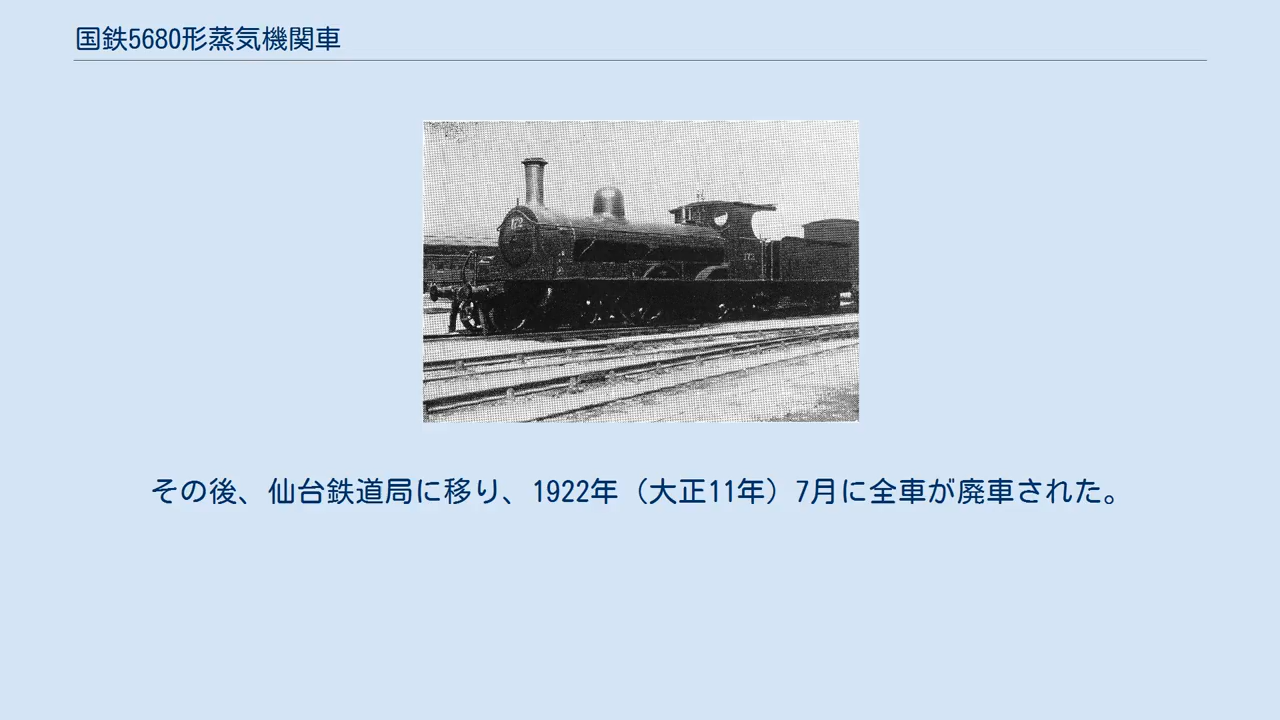 国鉄5680形蒸気機関車
その後、仙台鉄道局に移り、1922年（大正11年）7月に全車が廃車された。